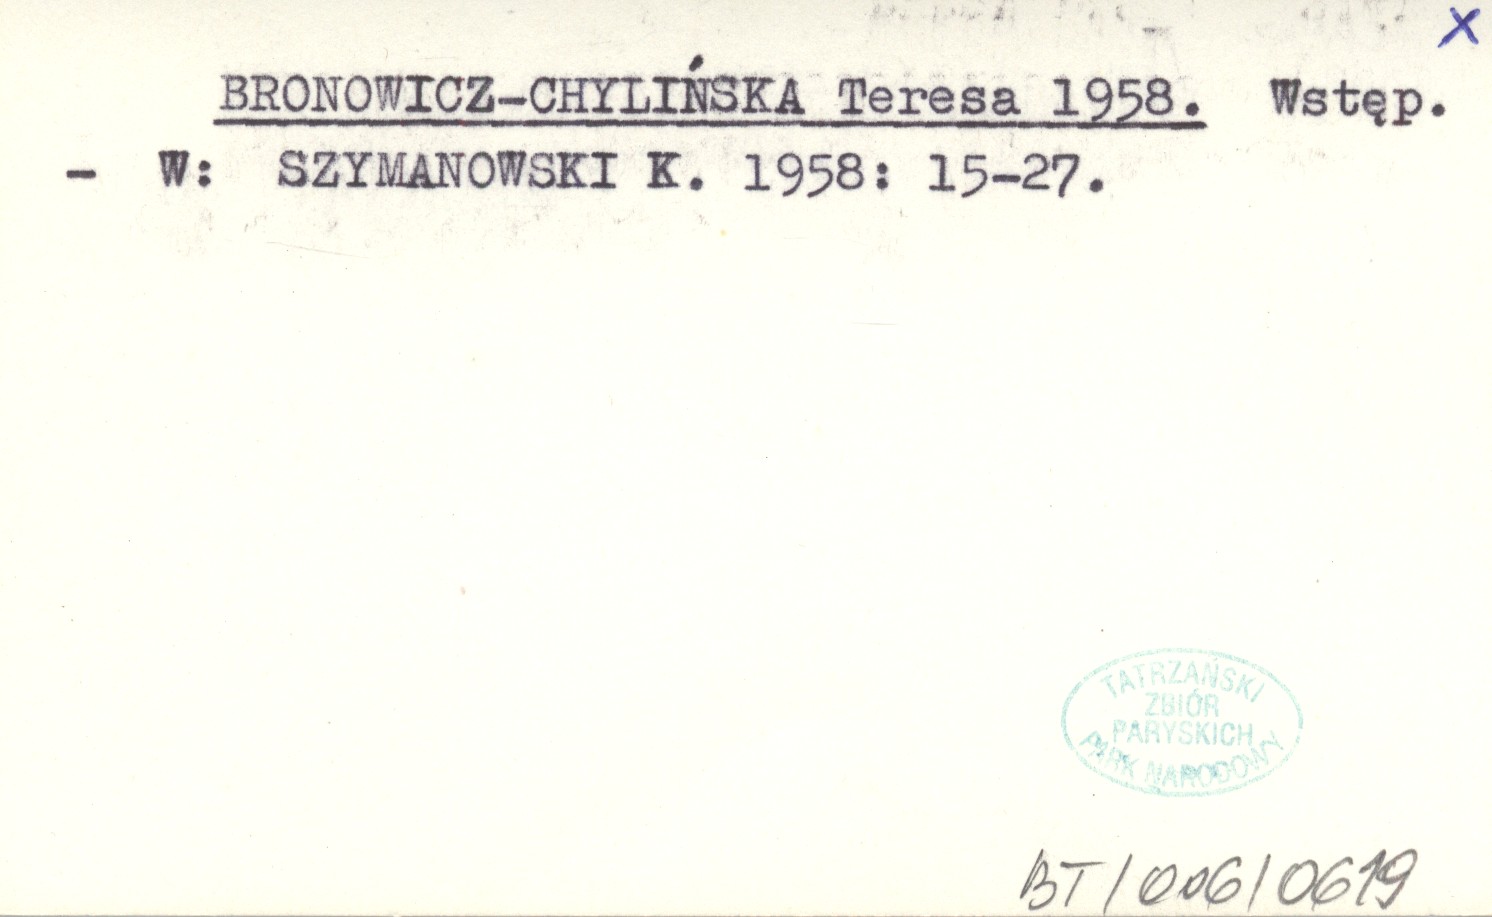 x
BRONOWICZ-CHYLIŃSKA Teresa 1958. Wstęp.
- W: SZYMANOWSKI K. 1958: 15-27.
TATRZAŃSKI
ZBIÓR
PARYSKICH
PARK NARODOWY
BT/006/0619